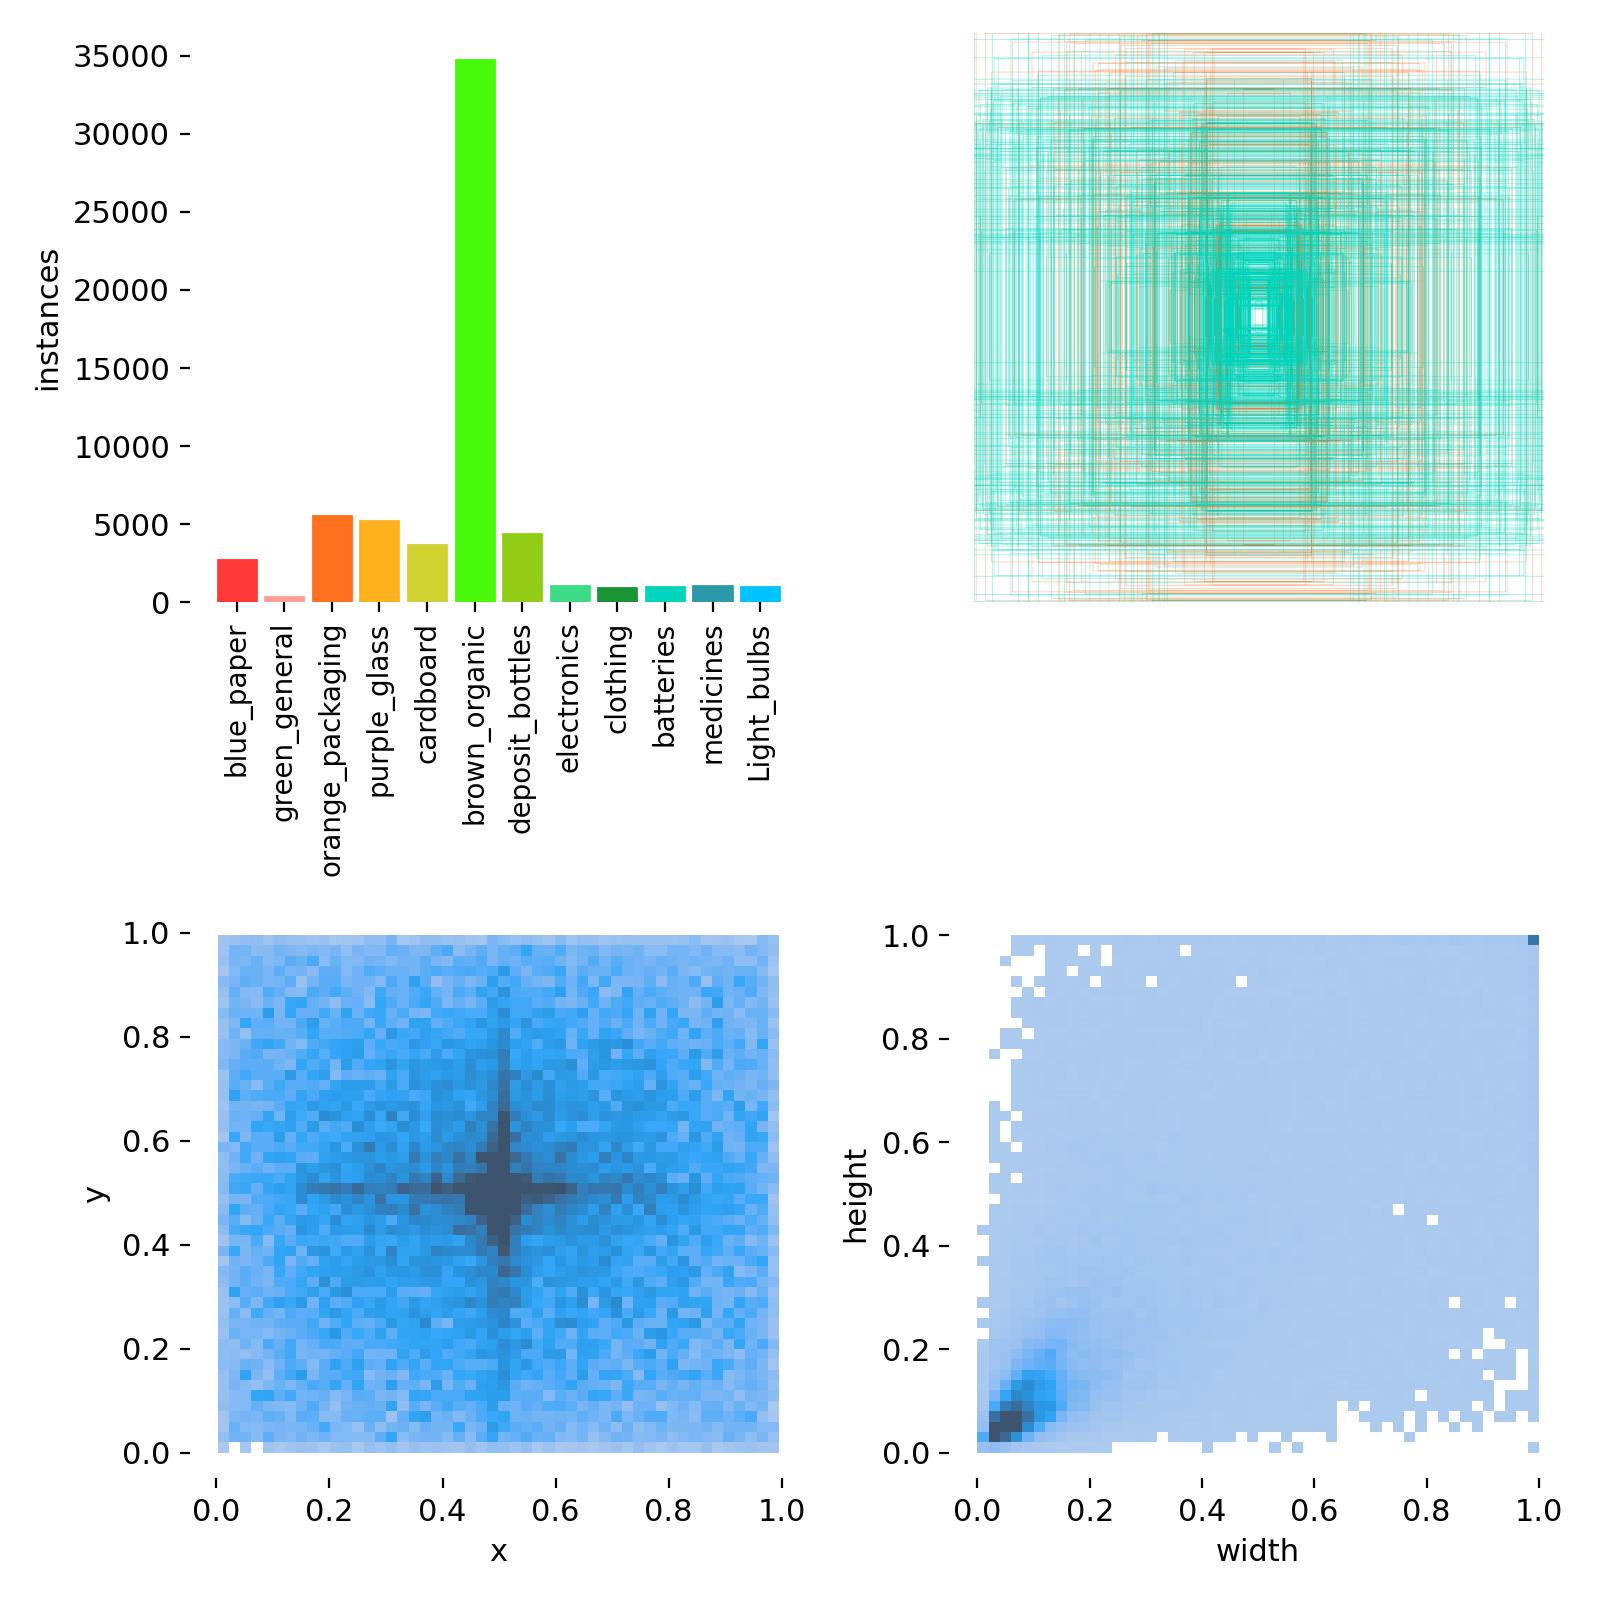 35000
30000
25000
20000
15000
10000
5000
0
instances
blue_paper
green_general
orange_packaging
purple_glass
cardboard
brown_organic
deposit_bottles
electronics
clothing
batteries
medicines
Light_bulbs
1.0
0.8
0.6
0.4
0.2
0.0
y
0.0 0.2 0.4 0.6 0.8 1.0
x
1.0
0.8
0.6
0.4
0.2
0.0
height
0.0 0.2 0.4 0.6 0.8 1.0
width